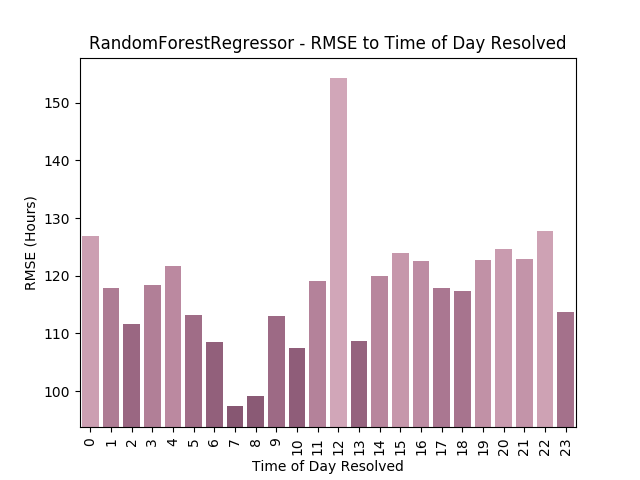 RandomForestRegressor - RMSE to Time of Day Resolved
150
140
130
120
110
100
RMSE (Hours)
0 1 2 3 4 5 6 7 8 9 10 11 12 13 14 15 16 17 18 19 20 21 22 23
Time of Day Resolved